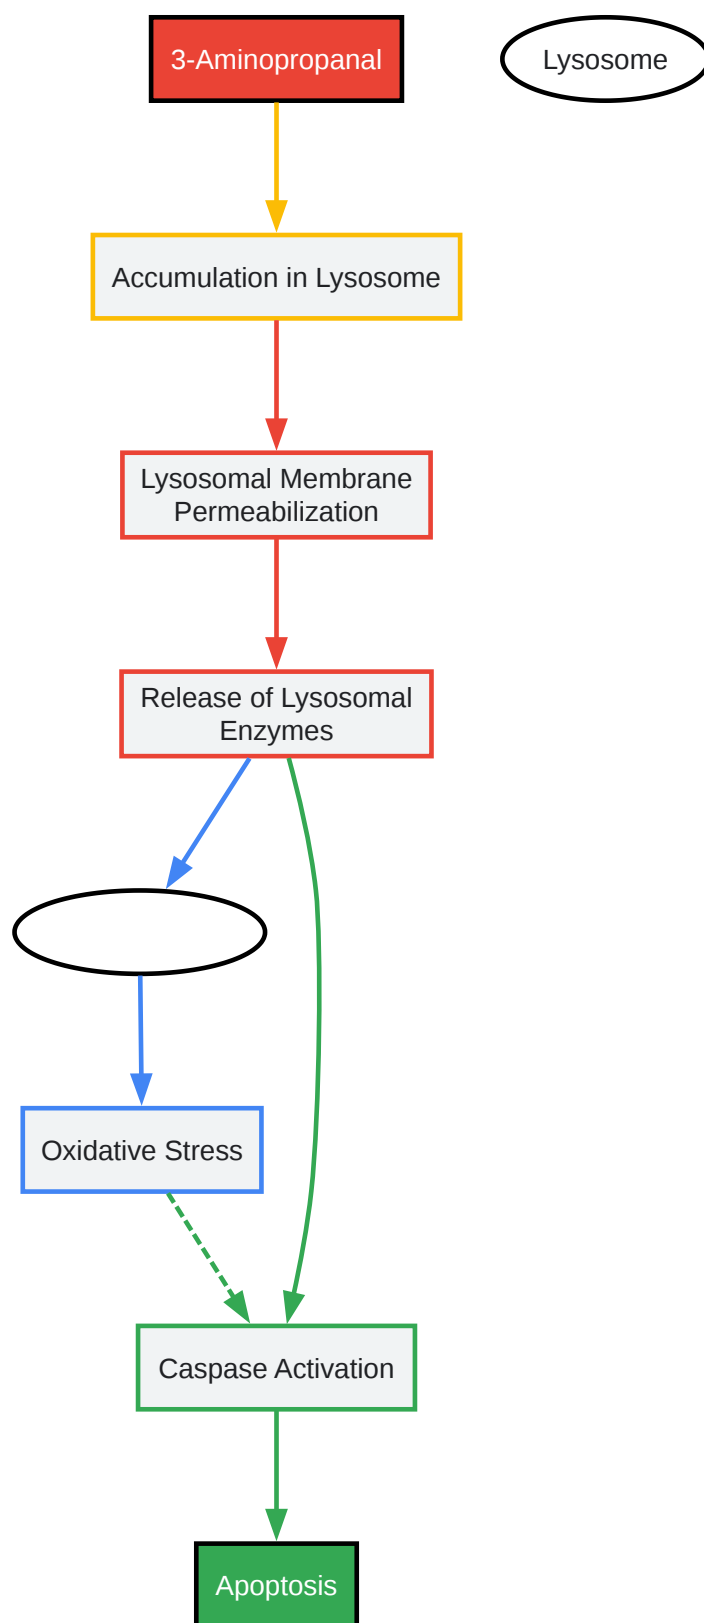 3-Aminopropanal
Lysosome
Accumulation in Lysosome
Lysosomal Membrane
Permeabilization
Release of Lysosomal
Enzymes
Oxidative Stress
Caspase Activation
Apoptosis